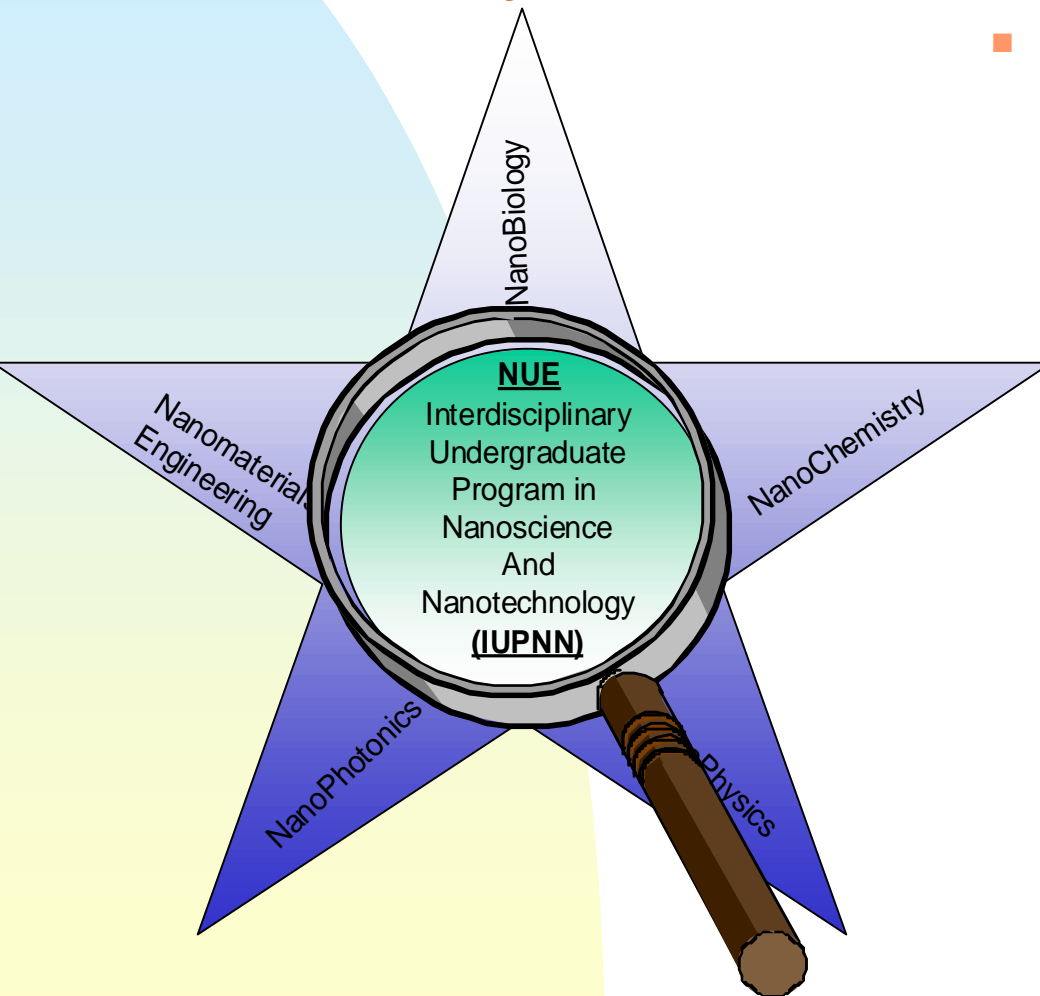 NanoBiology
Nanomaterials
Engineering
NUE
Interdisciplinary
Undergraduate
Program in
Nanoscience
And
Nanotechnology
(IUPNN)
NanoChemistry
NanoPhotonics
Physics